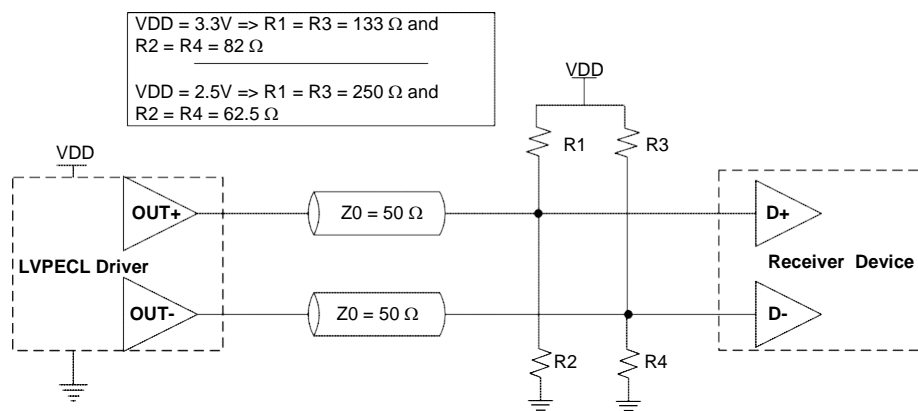 VDD = 3.3V => R1 = R3 = 133 Ω and
R2 = R4 = 82 Ω
VDD = 2.5V => R1 = R3 = 250 Ω and
R2 = R4 = 62.5 Ω
VDD
R1
R3
VDD
OUT+
Z0 = 50 Ω
D+
LVPECL Driver
Receiver Device
OUT-
Z0 = 50 Ω
D-
R2
R4